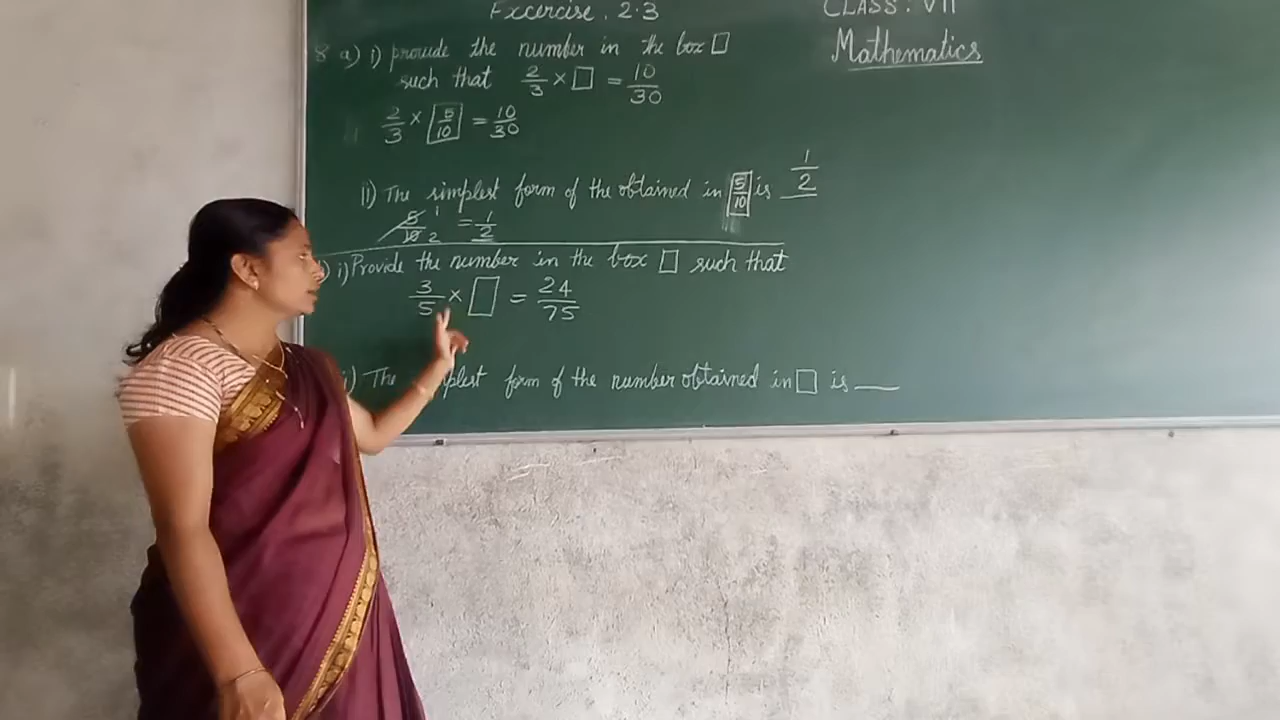 Excercise. 2.3
CLASS: VII
Mathematics
8 a) i) provide the number in the box □
such that 2/3 × □ = 10/30
2/3 × 5/10 = 10/30
II) The simplest form of the obtained in 5/10 is 1/2
5/10 1 2 = 1/2
) i) Provide the number in the box □ such that
3/5 × □ = 24/75
i) The form of the number obtained in □ is